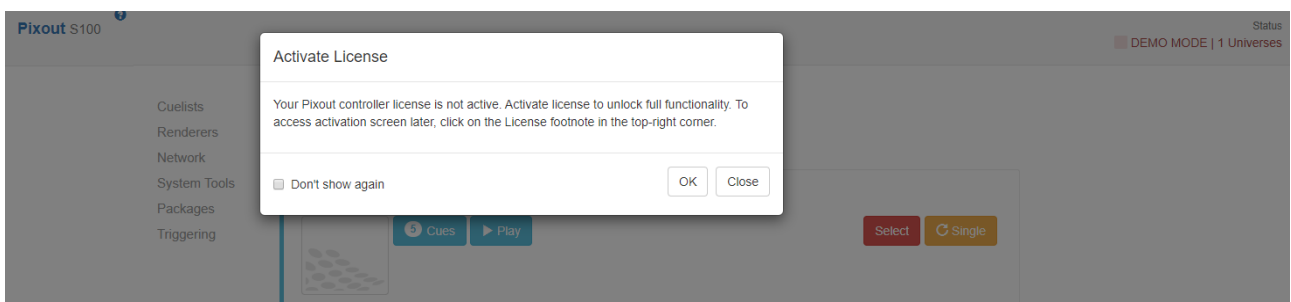 Pixout S100
?
Status
DEMO MODE | 1 Universes
Activate License
Your Pixout controller license is not active. Activate license to unlock full functionality. To
access activation screen later, click on the License footnote in the top-right corner.
Don't show again
OK
Close
Cuelists
Renderers
Network
System Tools
Packages
Triggering
5 Cues
Play
Select
Single